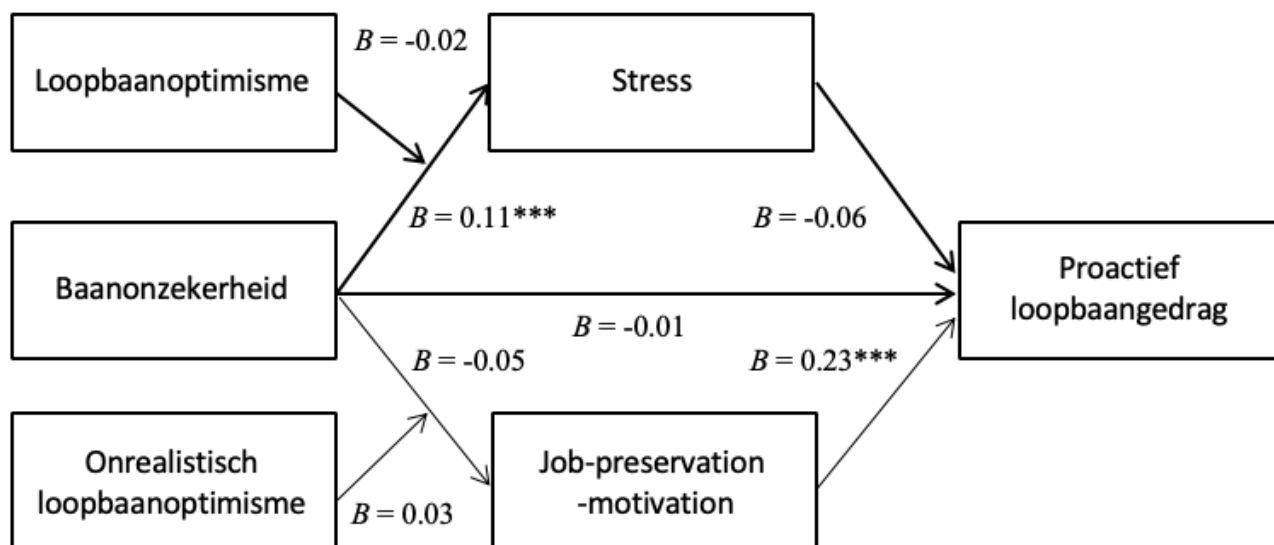 B = -0.02
Loopbaanoptimisme
Stress
B = 0.11***
B = -0.06
Baanonzekerheid
Proactief
loopbaangedrag
B = -0.01
B = -0.05
B = 0.23***
Onrealistisch
loopbaanoptimisme
Job-preservation
-motivation
B = 0.03